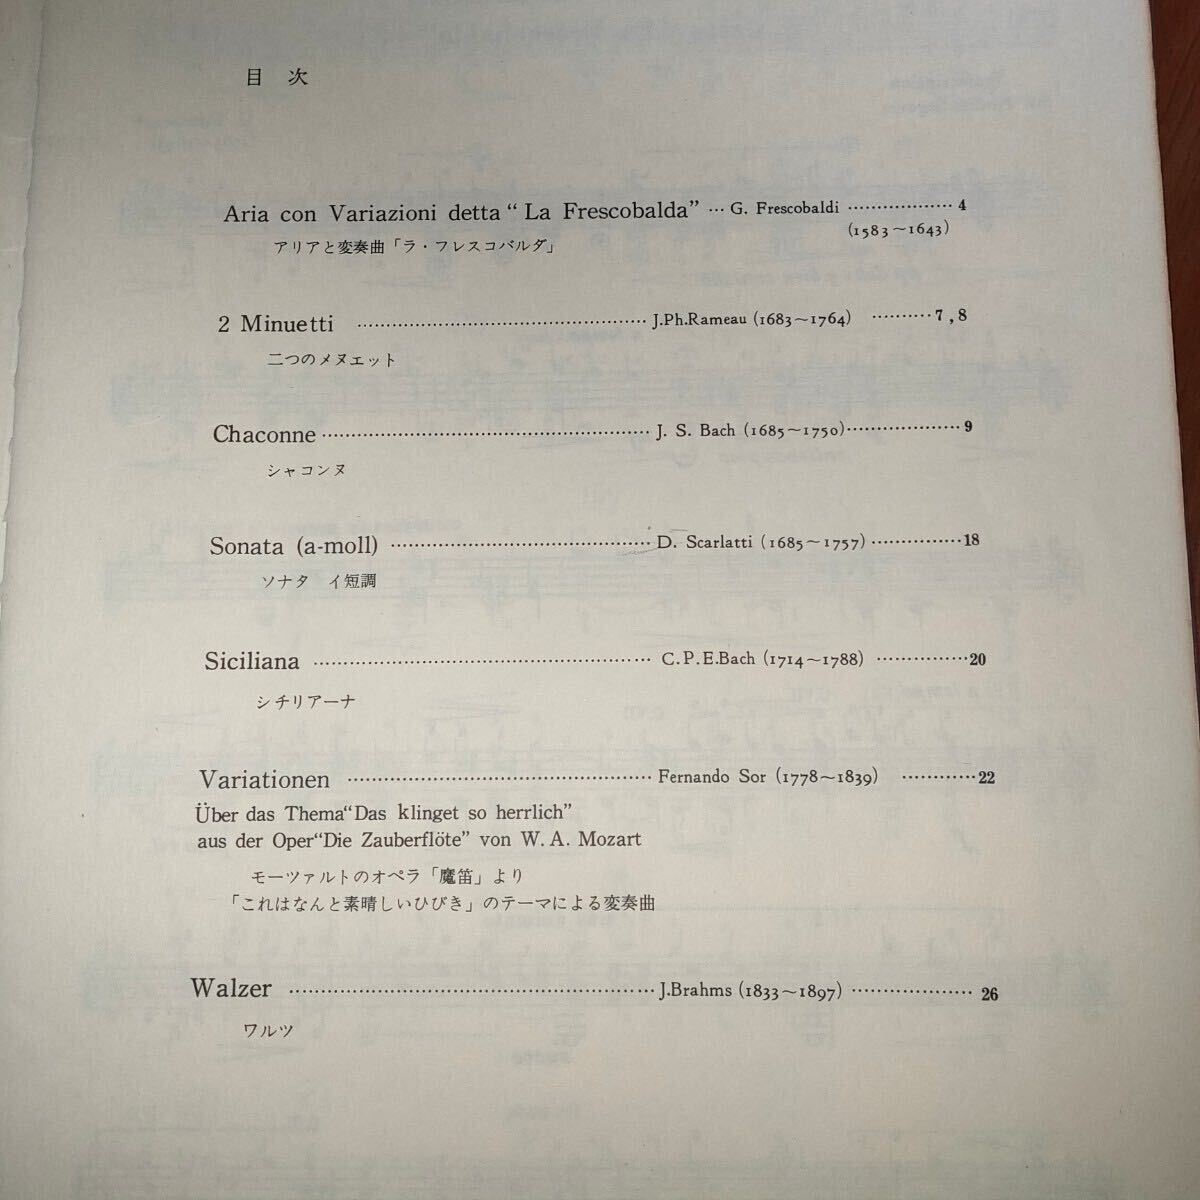 目 次
Aria con Variazioni detta “ La Frescobalda” … G. Frescobaldi ……………… 4
(1583～1643)
アリアと変奏曲「ラ・フレスコバルダ」
2 Minuetti ……………………………………… J.Ph.Rameau (1683～1764) ………7 , 8
二つのメヌエット
Chaconne ……………………………………… J. S. Bach (1685～1750)……………… 9
シャコンヌ
Sonata (a-moll) ……………………………… D. Scarlatti (1685～1757) ……………18
ソナタ イ短調
Siciliana ……………………………………… C.P.E.Bach (1714～1788) ……………20
シチリアーナ
Variationen …………………………………… Fernando Sor (1778～1839) …………22
Über das Thema“Das klinget so herrlich”
aus der Oper“Die Zauberflöte” von W. A. Mozart
モーツァルトのオペラ「魔笛」より
「これはなんと素晴しいひびき」のテーマによる変奏曲
Walzer ………………………………………… J.Brahms (1833～1897) ……………… 26
ワルツ